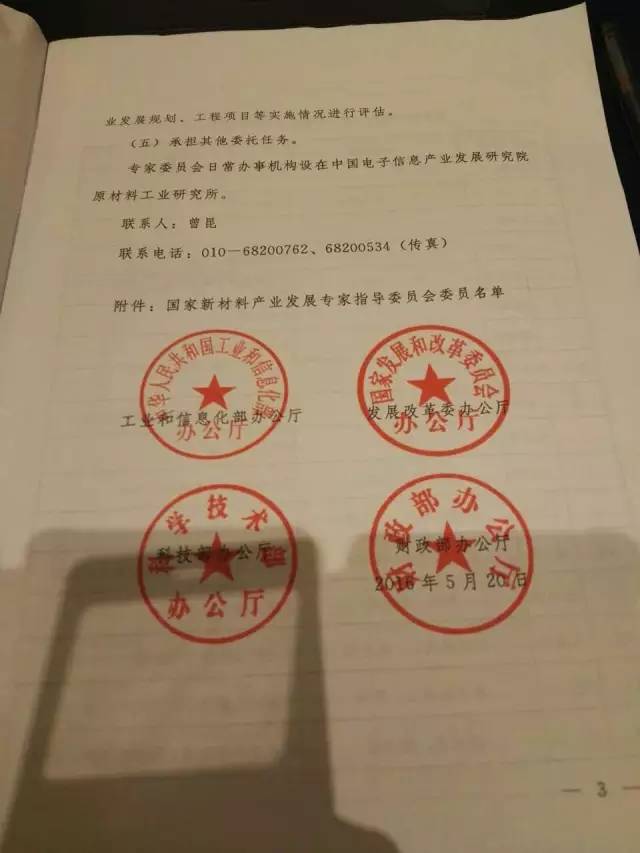 业发展规划、工程项目等实施情况进行评估。
（五）承担其他委托任务。
专家委员会日常办事机构设在中国电子信息产业发展研究院
原材料工业研究所。
联系人：曾昆
联系电话：010—68200762、68200534（传真）
附件：国家新材料产业发展专家指导委员会委员名单
中华人民共和国工业和信息化部
办公厅
工业和信息化部办公厅
国家发展和改革委员会
办公厅
发展改革委办公厅
科学技术部
办公厅
科技部办公厅
财政部办公厅
财政部办公厅
2016年5月20日
— 3